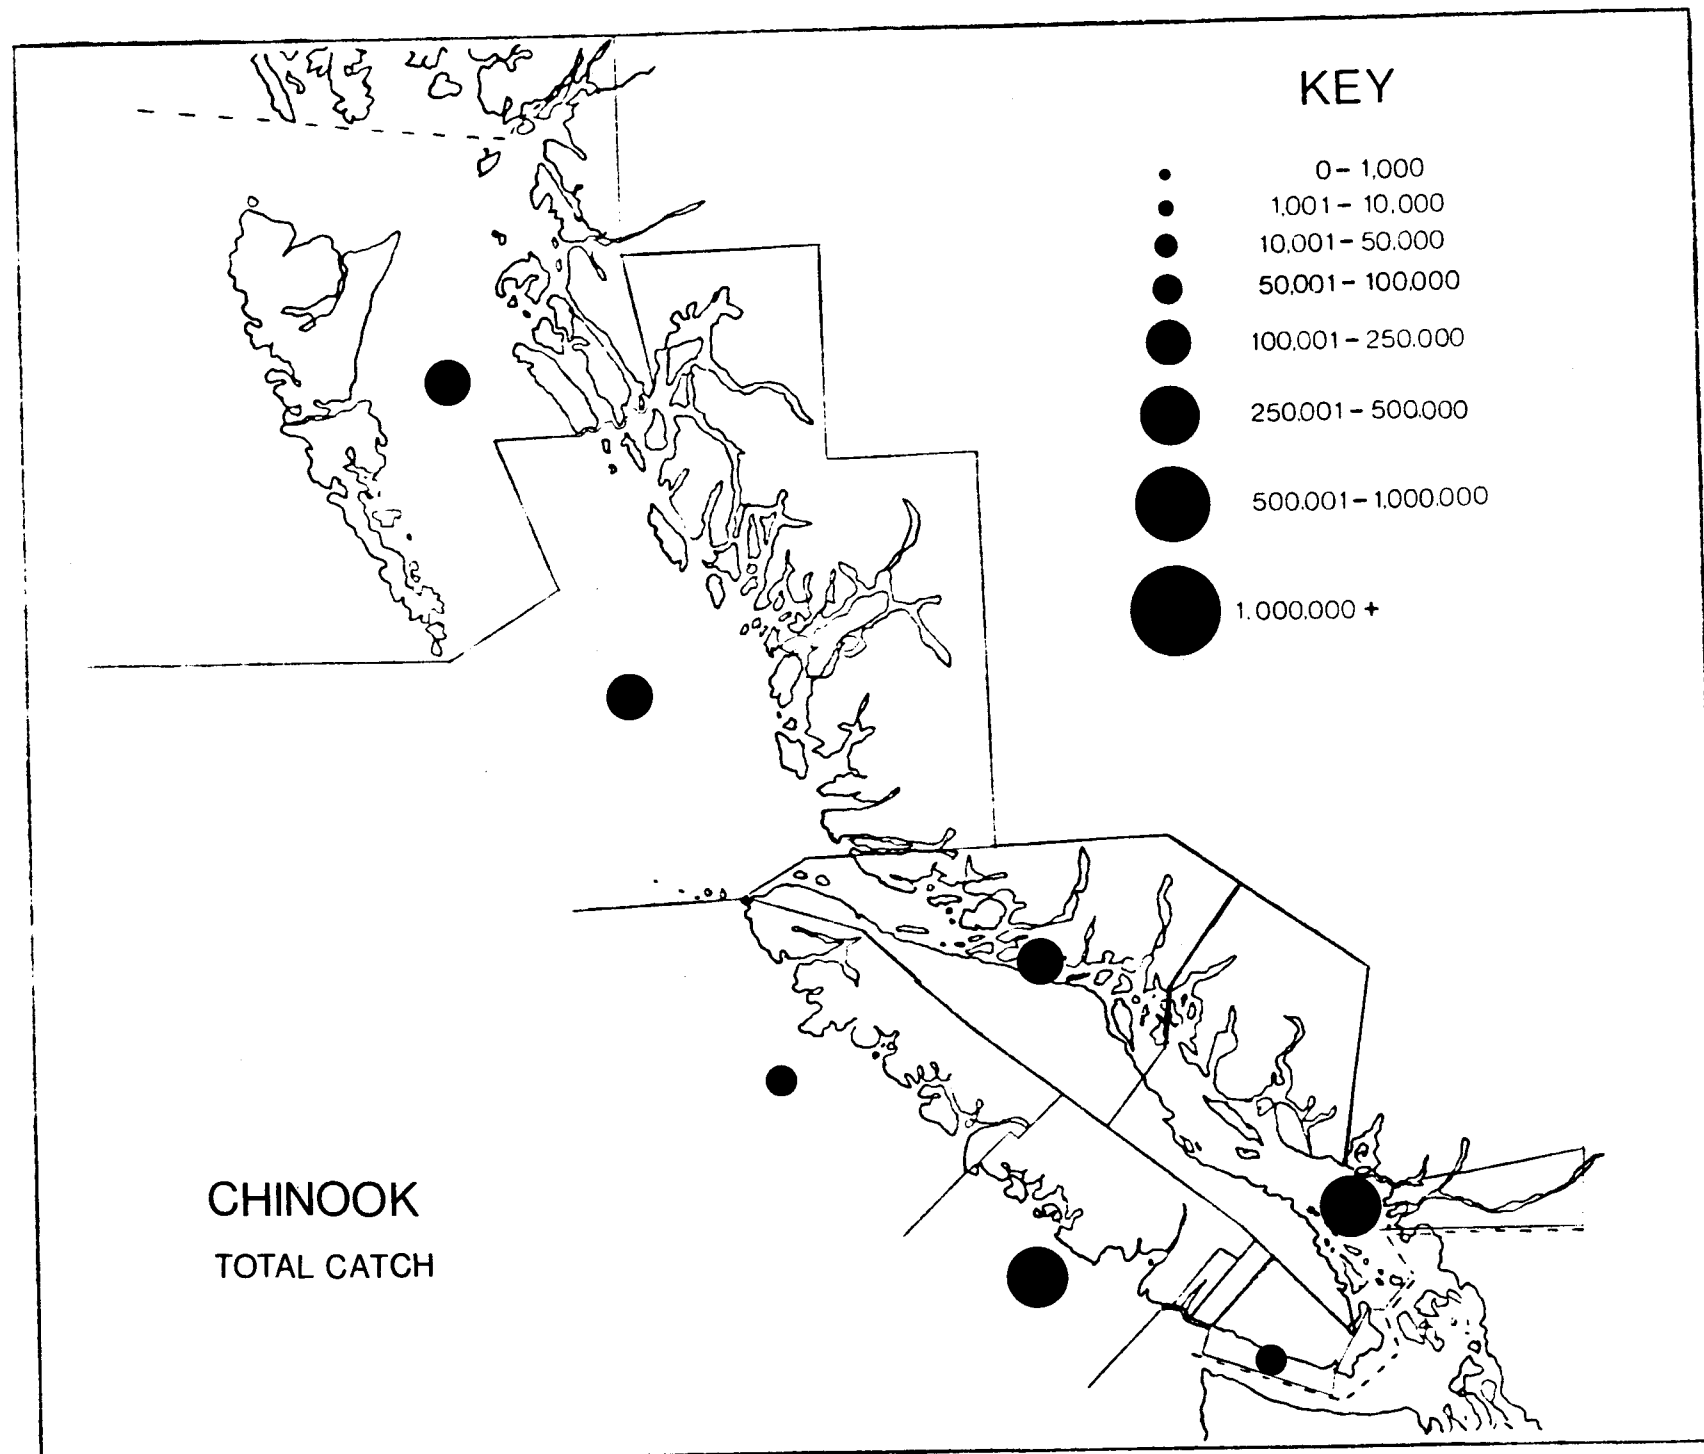 KEY
0 – 1,000
1,001 – 10,000
10,001 – 50.000
50,001 – 100,000
100,001 – 250.000
250.001 – 500.000
500.001 – 1,000.000
1.000,000 +
CHINOOK
TOTAL CATCH